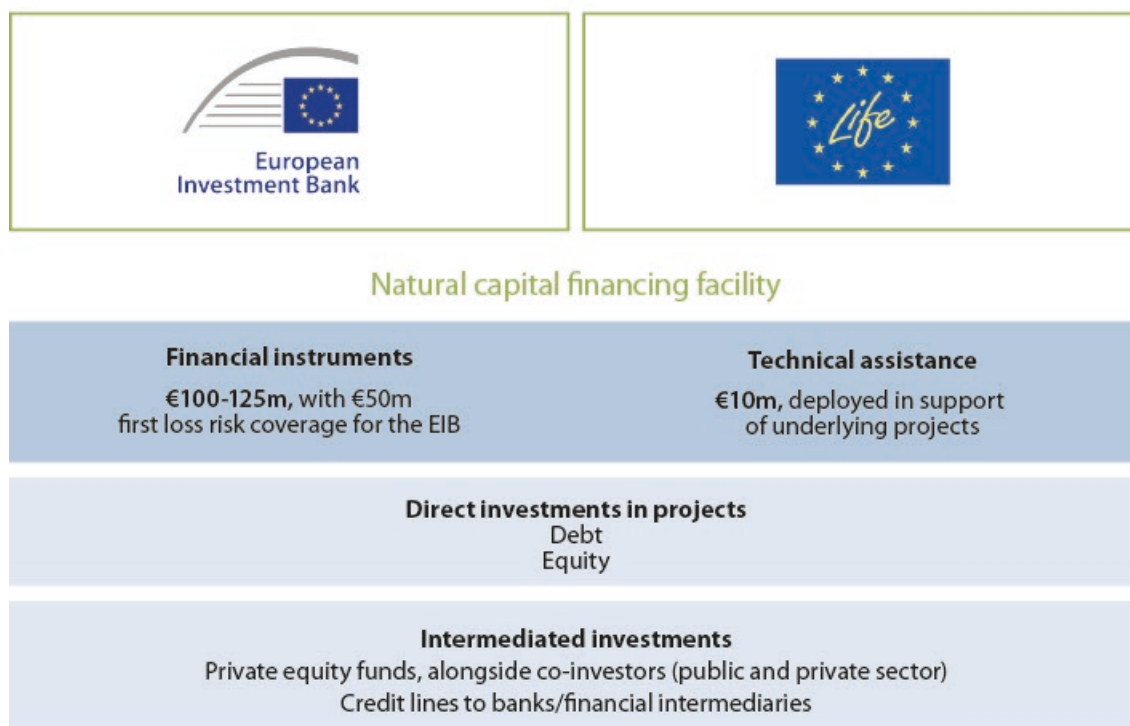 European
Investment Bank
Life
Natural capital financing facility
Financial instruments
€100-125m, with €50m
first loss risk coverage for the EIB
Technical assistance
€10m, deployed in support
of underlying projects
Direct investments in projects
Debt
Equity
Intermediated investments
Private equity funds, alongside co-investors (public and private sector)
Credit lines to banks/financial intermediaries